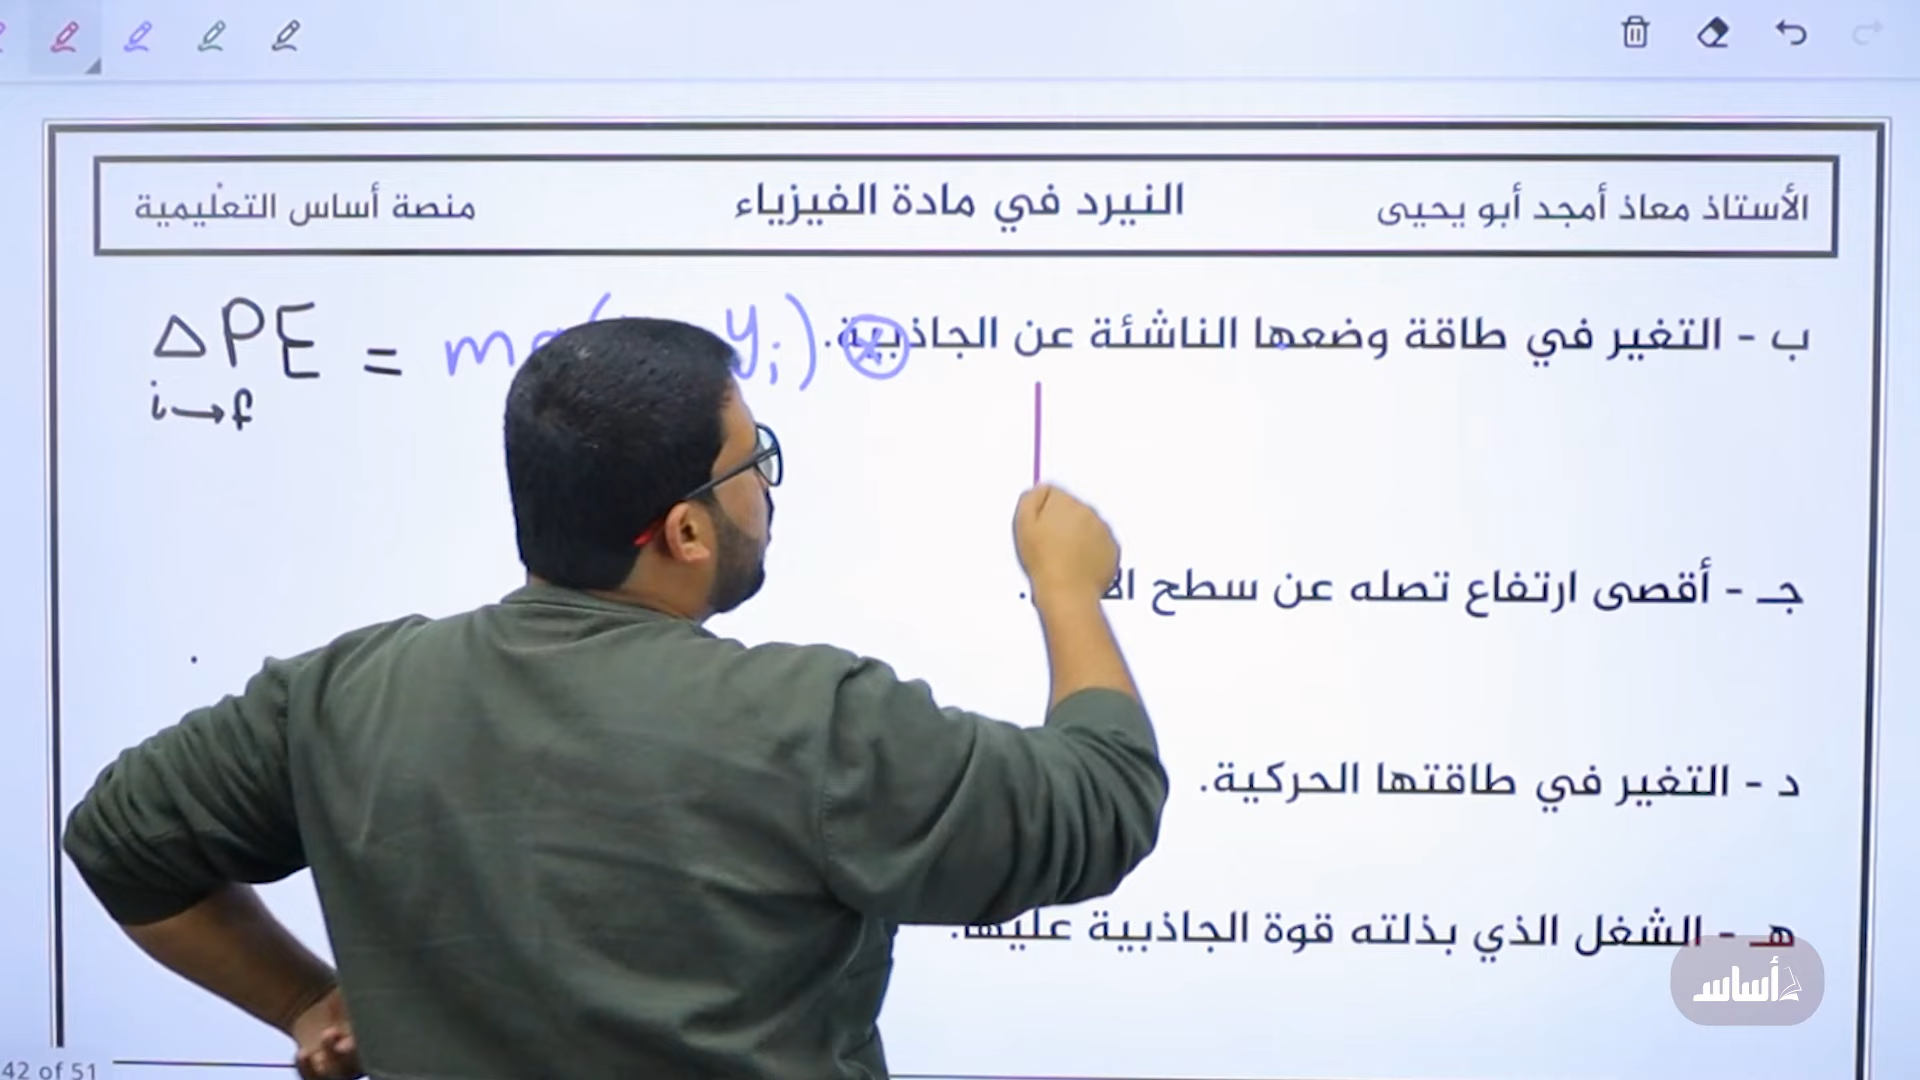 الأستاذ معاذ أمجد أبو يحيى النيرد في مادة الفيزياء منصة أساس التعليمية
ب - التغير في طاقة وضعها الناشئة عن الجاذبية.
ΔPE = m yᵢ)
i→f
جـ - أقصى ارتفاع تصله عن سطح
د - التغير في طاقتها الحركية.
هـ - الشغل الذي بذلته قوة الجاذبية عليها.
أساس
42 of 51